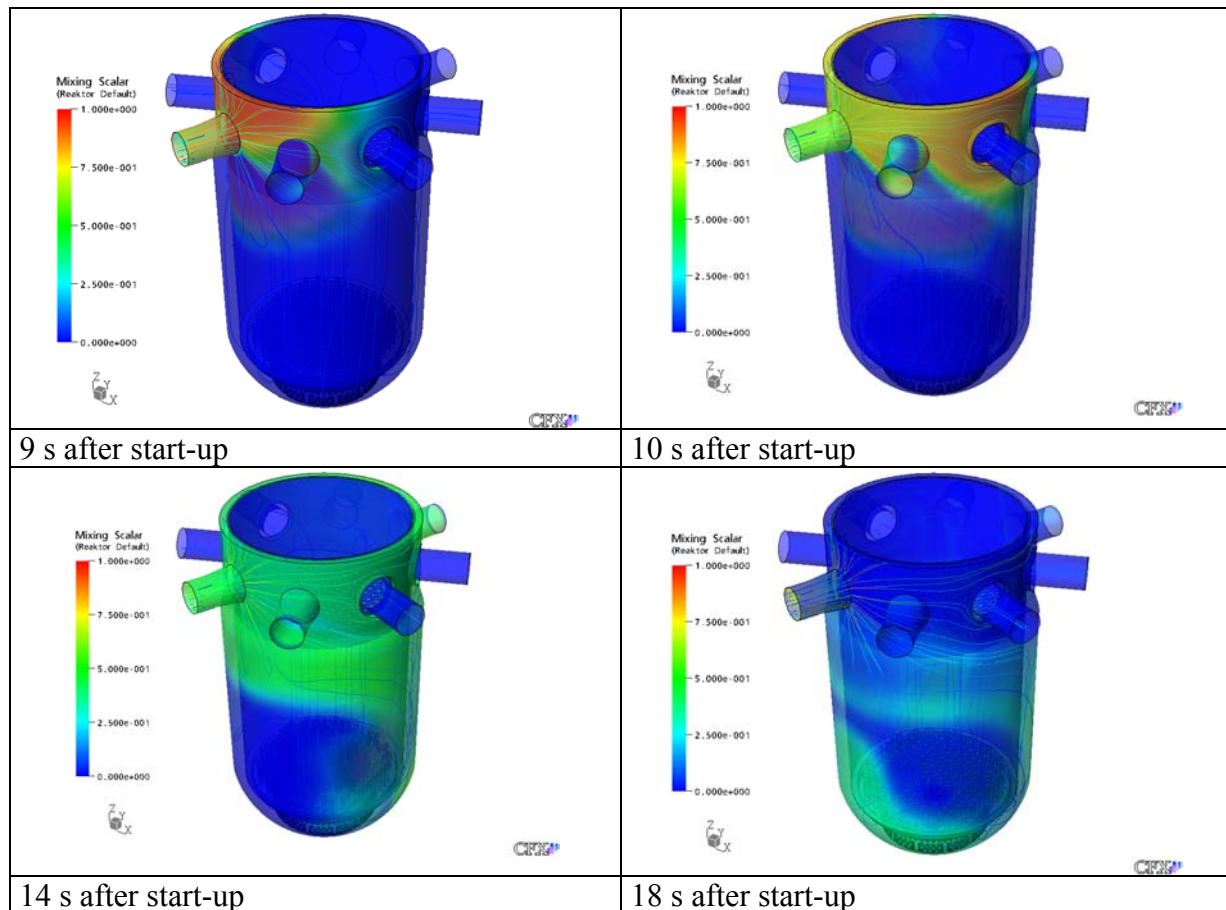 Mixing Scalar
(Reaktor Default)
1.000e+000
7.500e-001
5.000e-001
2.500e-001
0.000e+000
Z
Y
X
CFX
9 s after start-up
Mixing Scalar
(Reaktor Default)
1.000e+000
7.500e-001
5.000e-001
2.500e-001
0.000e+000
Z
Y
X
CFX
10 s after start-up
Mixing Scalar
(Reaktor Default)
1.000e+000
7.500e-001
5.000e-001
2.500e-001
0.000e+000
Z
Y
X
CFX
14 s after start-up
Mixing Scalar
(Reaktor Default)
1.000e+000
7.500e-001
5.000e-001
2.500e-001
0.000e+000
Z
Y
X
CFX
18 s after start-up